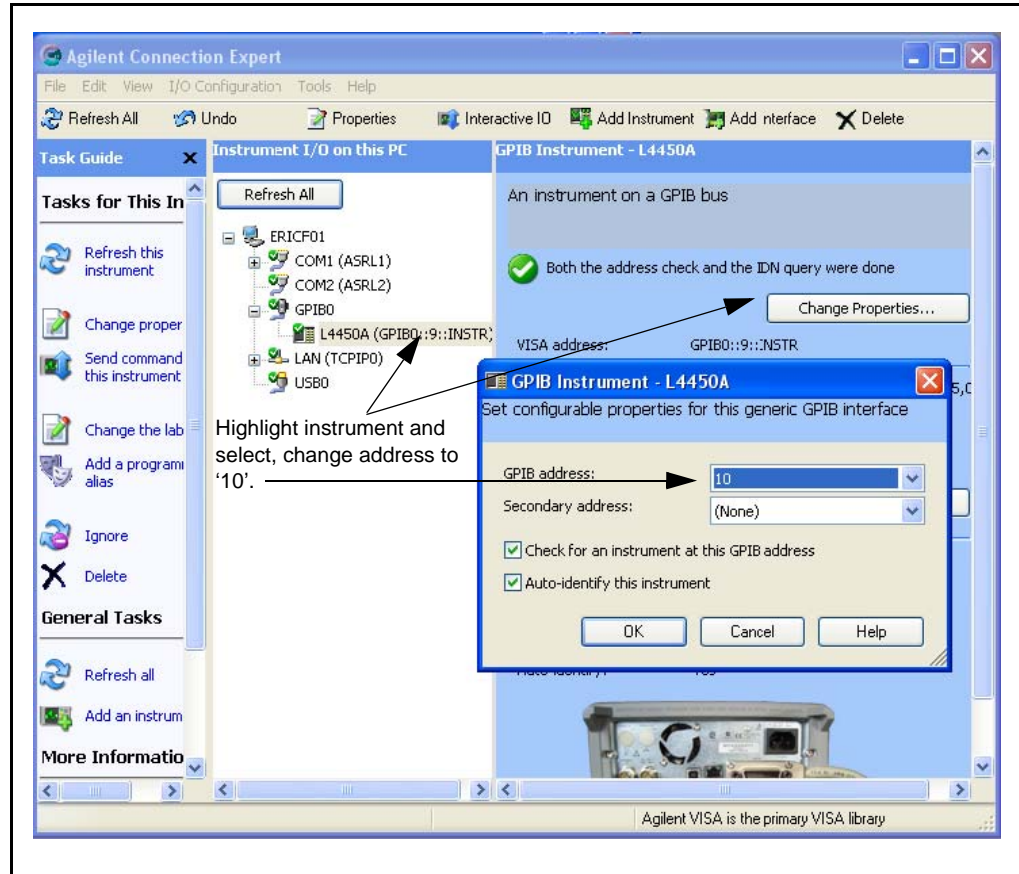 Agilent Connection Expert
File Edit View I/O Configuration Tools Help
Refresh All Undo Properties Interactive IO Add Instrument Add nterface Delete
Task Guide
Tasks for This In
Refresh this
instrument
Change proper
Send command
this instrument
Change the lab
Add a programi
alias
Ignore
Delete
General Tasks
Refresh all
Add an instrum
More Informatio
Instrument I/O on this PC
Refresh All
ERICF01
COM1 (ASRL1)
COM2 (ASRL2)
GPIB0
L4450A (GPIB0::9::INSTR)
LAN (TCPIP0)
USB0
Highlight instrument and
select, change address to
‘10’.
GPIB Instrument - L4450A
An instrument on a GPIB bus
Both the address check and the IDN query were done
Change Properties...
VISA address: GPIB0::9::NSTR
5,0
GPIB Instrument - L4450A
Set configurable properties for this generic GPIB interface
GPIB address: 10
Secondary address: (None)
Check for an instrument at this GPIB address
Auto-identify this instrument
OK Cancel Help
Agilent VISA is the primary VISA library